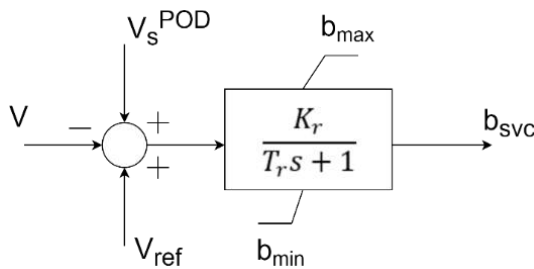 V_s^POD
b_max
V
−
+
+
K_r
T_r s + 1
b_svc
V_ref
b_min